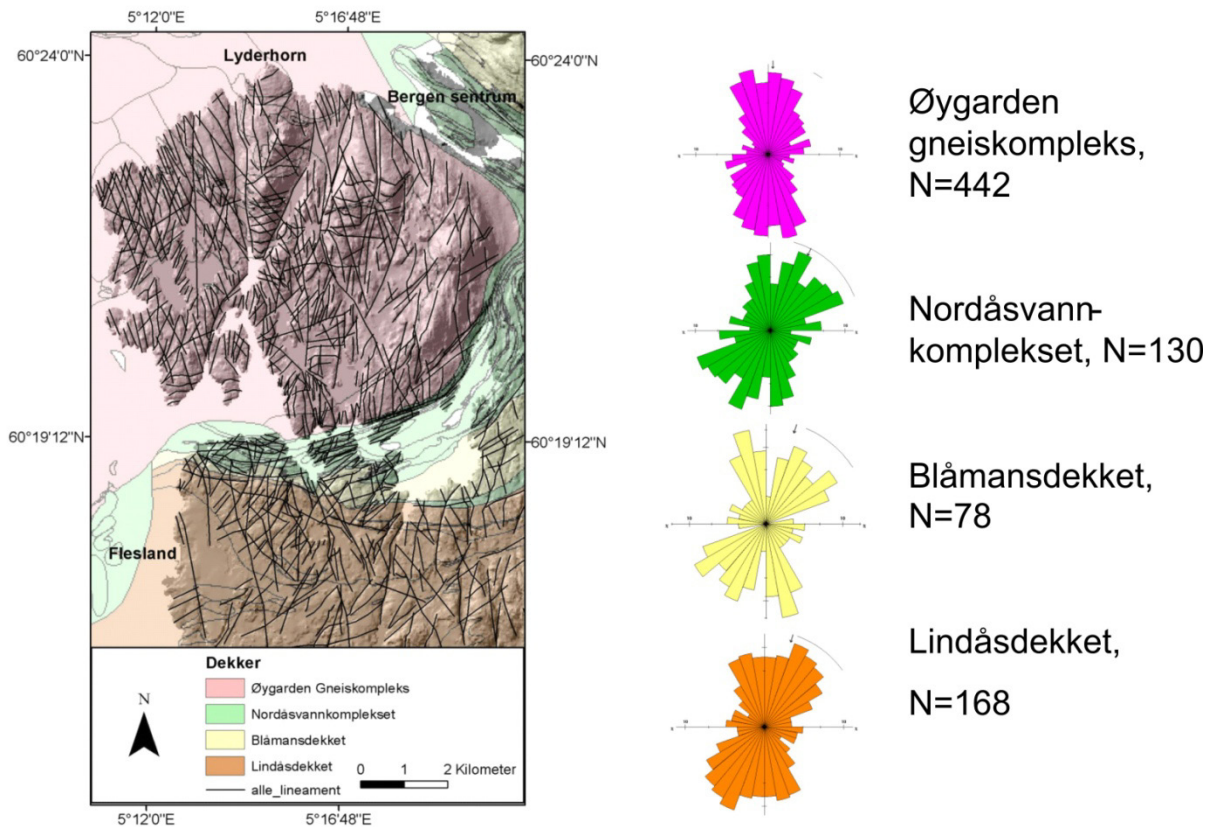 5°12'0"E
5°16'48"E
60°24'0"N
60°24'0"N
Lyderhorn
Bergen sentrum
60°19'12"N
60°19'12"N
Flesland
Dekker
Øygarden Gneiskompleks
Nordåsvannkomplekset
Blåmansdekket
Lindåsdekket
alle_lineament
N
0 1 2 Kilometer
5°12'0"E
5°16'48"E
Øygarden
gneiskompleks,
N=442
Nordåsvann-
komplekset, N=130
Blåmansdekket,
N=78
Lindåsdekket,
N=168